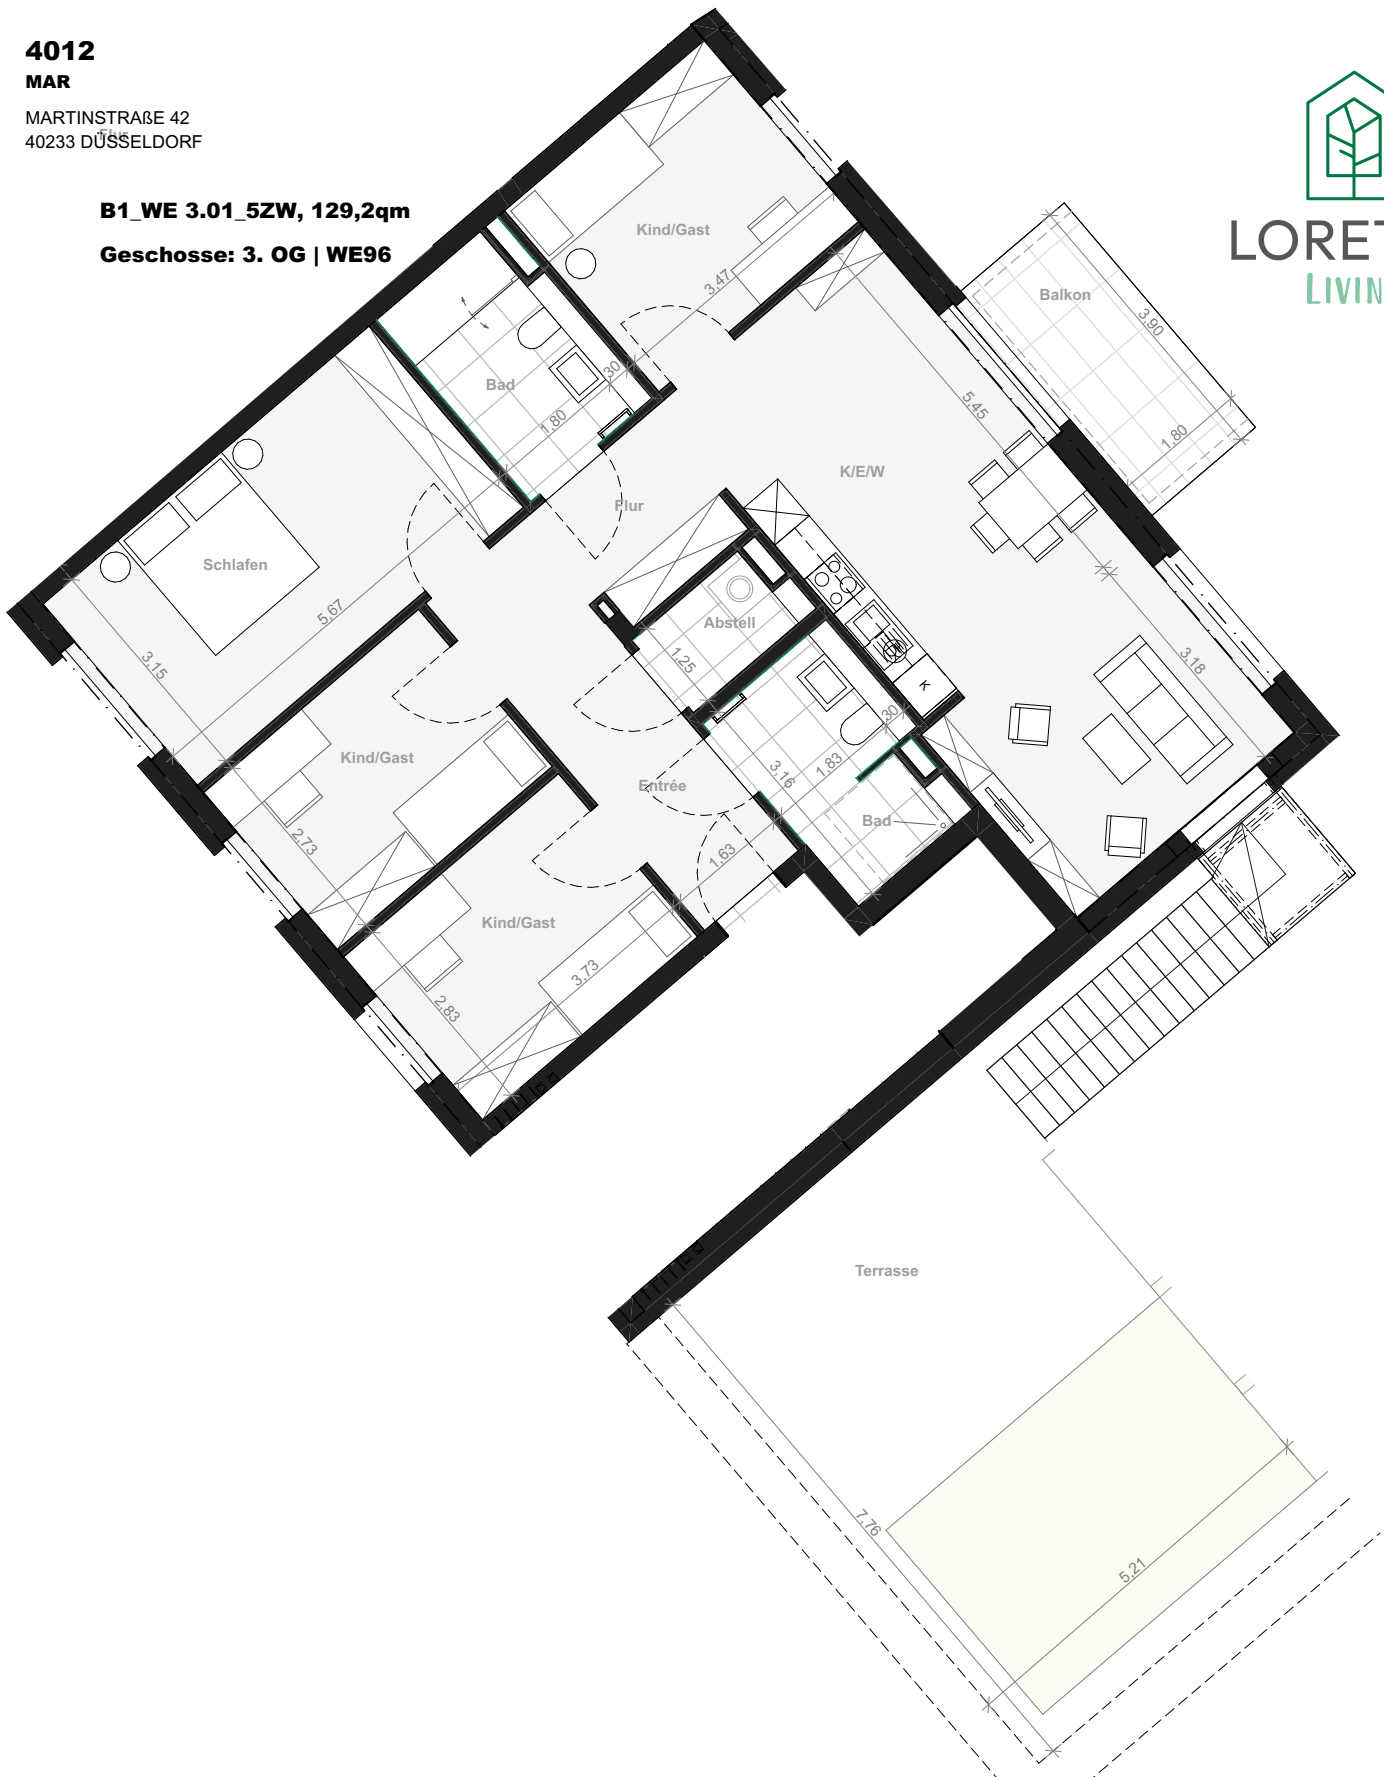 4012
MAR
MARTINSTRAßE 42
Flur
40233 DÜSSELDORF
B1_WE 3.01_5ZW, 129,2qm
Geschosse: 3. OG | WE96
LORET
LIVIN
Kind/Gast
3,47
Balkon
3,90
1,80
Bad
30
1,80
5,45
K/E/W
Flur
Schlafen
5,67
3,15
Abstell
1,25
3,18
K
30
1,83
3,16
Bad
Kind/Gast
2,73
Entrée
1,63
Kind/Gast
3,73
2,83
Terrasse
7,76
5,21